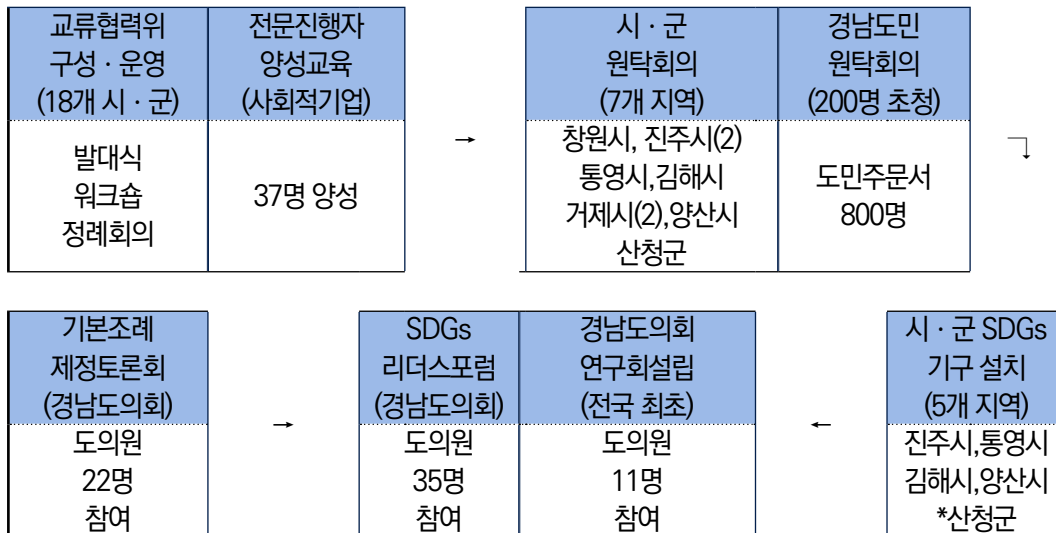 교류협력위
구성 · 운영
(18개 시 · 군)
발대식
워크숍
정례회의
전문진행자
양성교육
(사회적기업)
37명 양성
→
시 · 군
원탁회의
(7개 지역)
창원시, 진주시(2)
통영시,김해시
거제시(2),양산시
산청군
경남도민
원탁회의
(200명 초청)
도민주문서
800명
기본조례
제정토론회
(경남도의회)
도의원
22명
참여
→
SDGs
리더스포럼
(경남도의회)
도의원
35명
참여
경남도의회
연구회설립
(전국 최초)
도의원
11명
참여
←
시 · 군 SDGs
기구 설치
(5개 지역)
진주시,통영시
김해시,양산시
*산청군